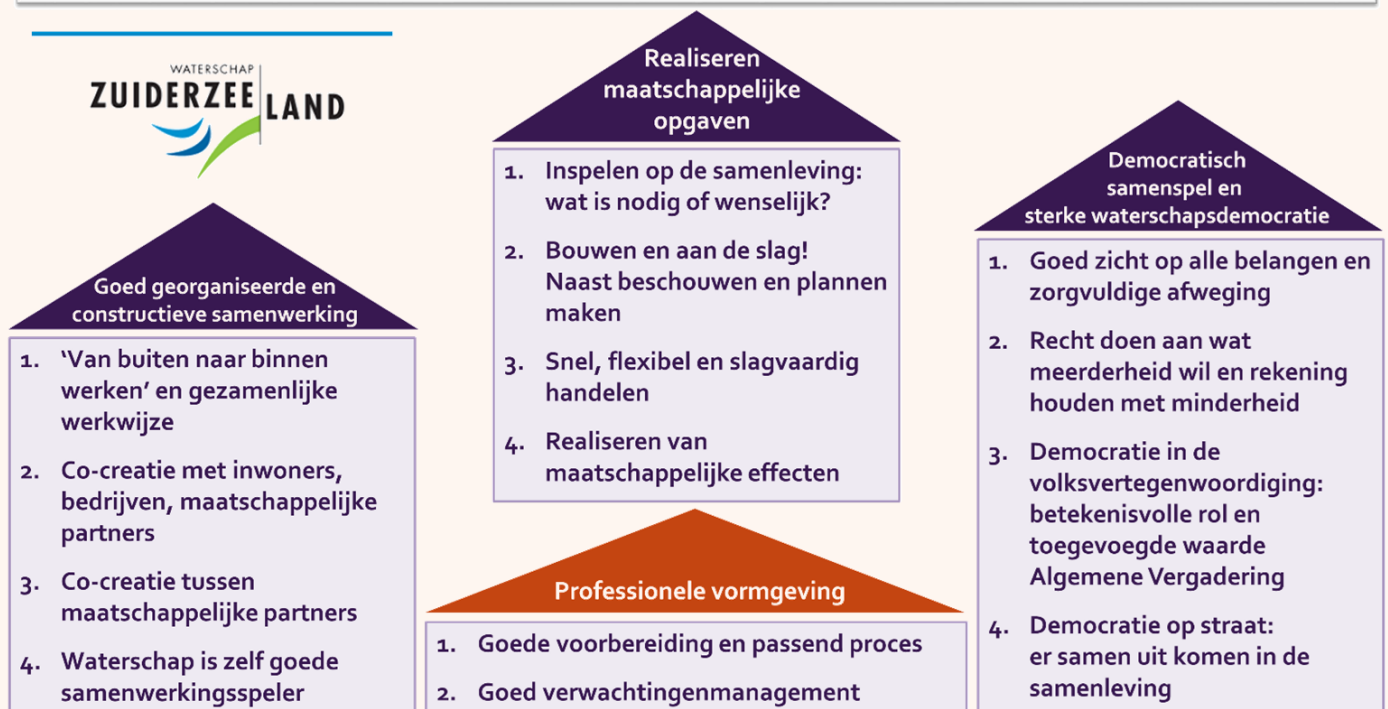 WATERSCHAP
ZUIDERZEELAND
Goed georganiseerde en
constructieve samenwerking
1. ‘Van buiten naar binnen
werken’ en gezamenlijke
werkwijze
2. Co-creatie met inwoners,
bedrijven, maatschappelijke
partners
3. Co-creatie tussen
maatschappelijke partners
4. Waterschap is zelf goede
samenwerkingsspeler
Realiseren
maatschappelijke
opgaven
1. Inspelen op de samenleving:
wat is nodig of wenselijk?
2. Bouwen en aan de slag!
Naast beschouwen en plannen
maken
3. Snel, flexibel en slagvaardig
handelen
4. Realiseren van
maatschappelijke effecten
Professionele vormgeving
1. Goede voorbereiding en passend proces
2. Goed verwachtingenmanagement
Democratisch
samenspel en
sterke waterschapsdemocratie
1. Goed zicht op alle belangen en
zorgvuldige afweging
2. Recht doen aan wat
meerderheid wil en rekening
houden met minderheid
3. Democratie in de
volksvertegenwoordiging:
betekenisvolle rol en
toegevoegde waarde
Algemene Vergadering
4. Democratie op straat:
er samen uit komen in de
samenleving